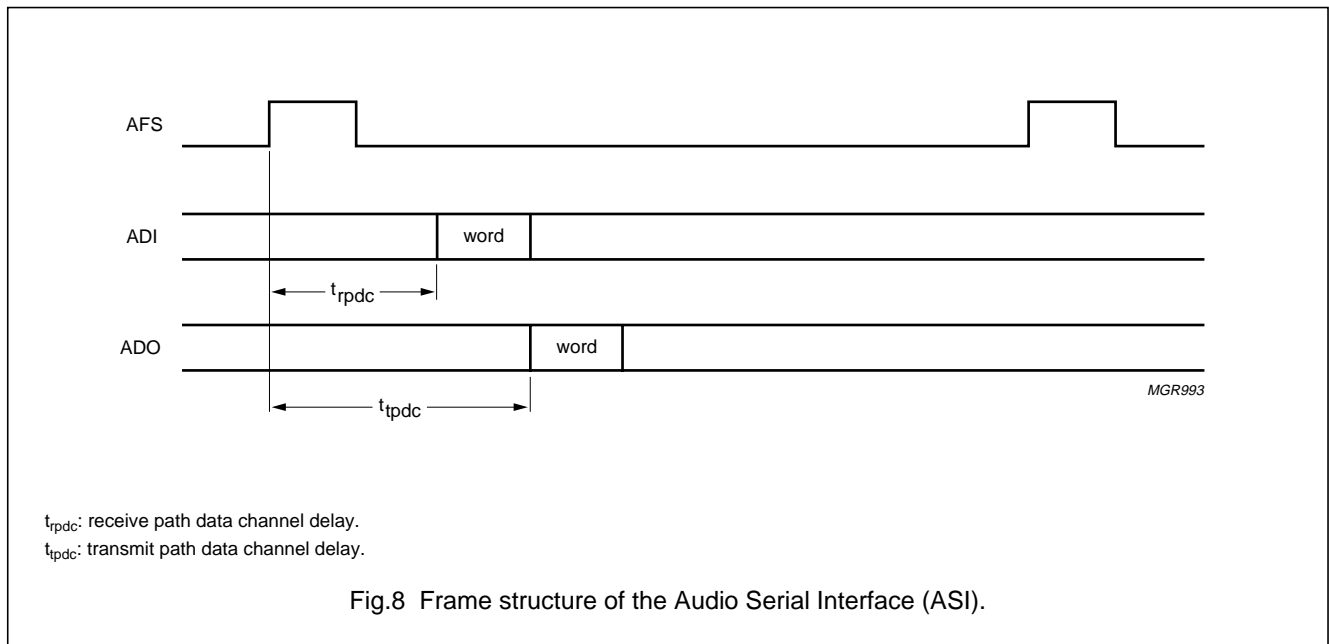 AFS
ADI
word
t_rpdc
ADO
word
MGR993
t_tpdc
t_rpdc: receive path data channel delay.
t_tpdc: transmit path data channel delay.
Fig.8 Frame structure of the Audio Serial Interface (ASI).